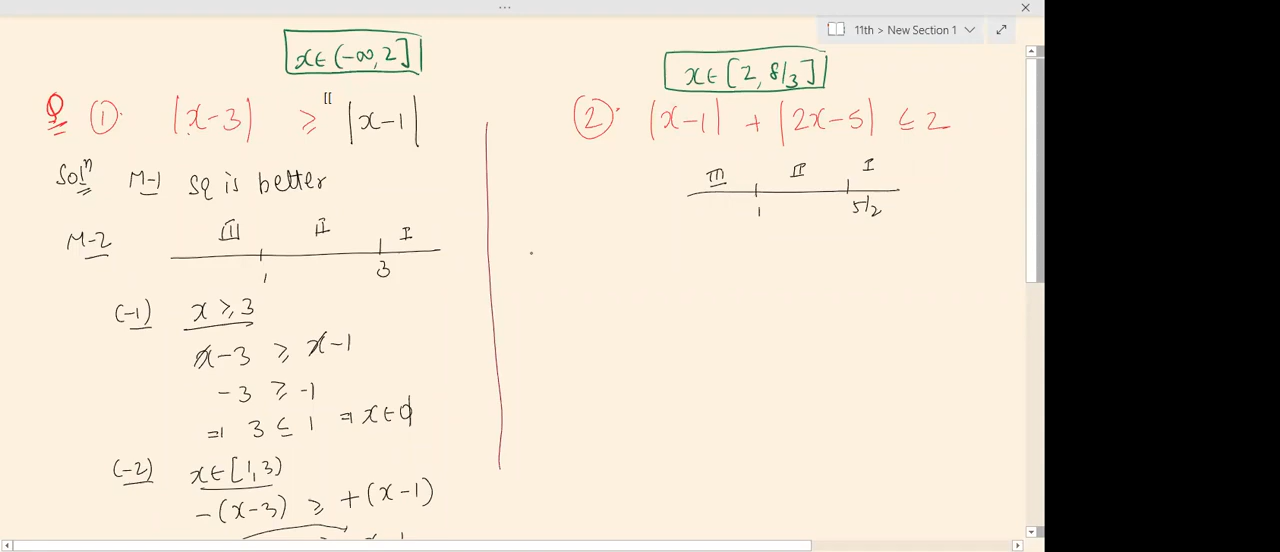 11th > New Section 1
x∈(-∞,2]
Q ① |x-3| ≥ |x-1|
Solⁿ M-1 Sq is better
M-2 III II I
1 3
(-1) x ≥ 3
x-3 ≥ x-1
-3 ≥ -1
⇒ 3 ≤ 1 ⇒ x∈ϕ
(-2) x∈[1,3)
-(x-3) ≥ +(x-1)
x∈[2, 8/3]
②. |x-1| + |2x-5| ≤ 2
III II I
1 5/2